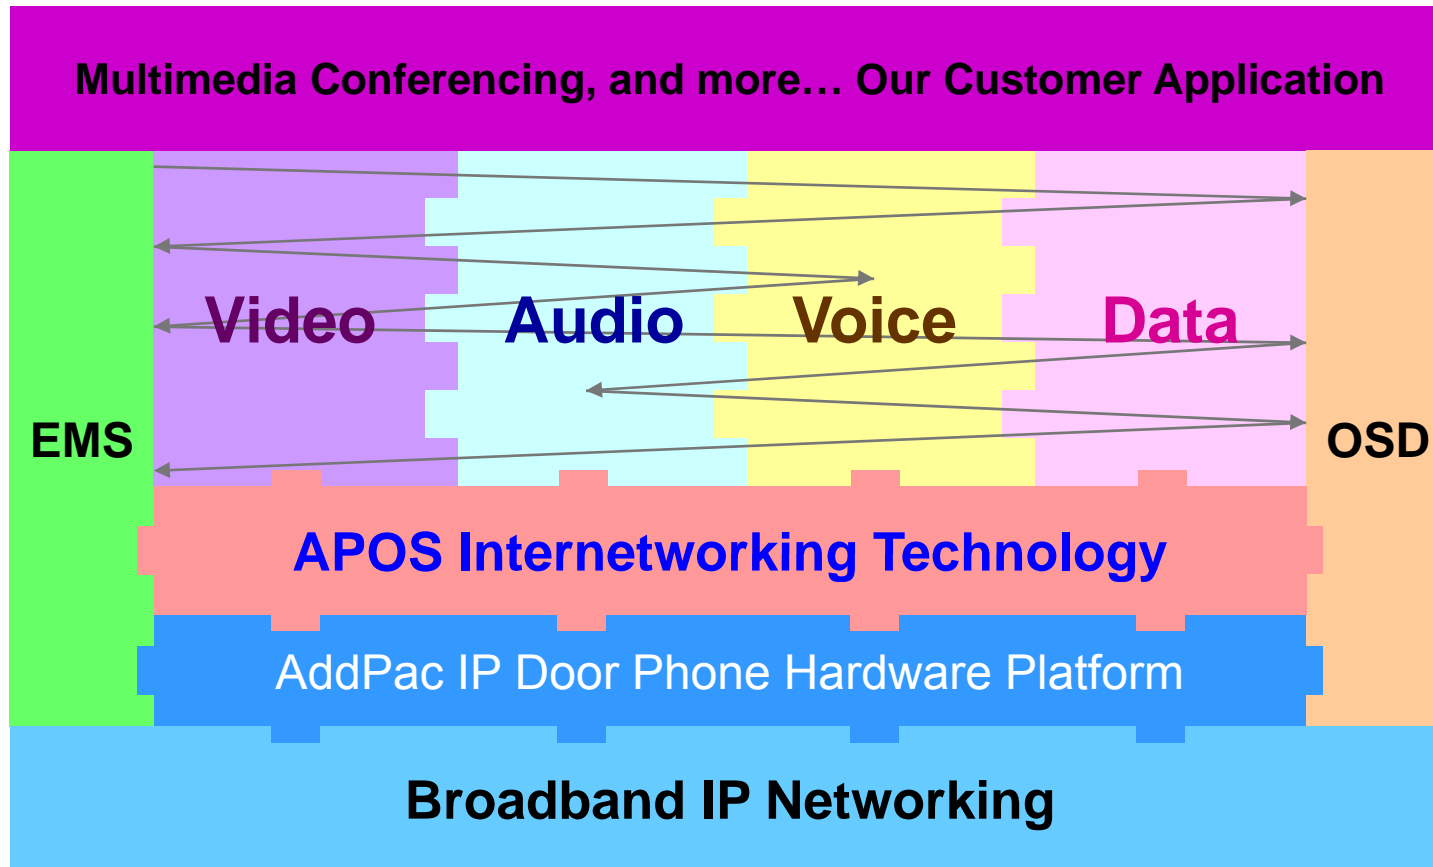 Multimedia Conferencing, and more… Our Customer Application
Video Audio Voice Data
EMS
OSD
APOS Internetworking Technology
AddPac IP Door Phone Hardware Platform
Broadband IP Networking